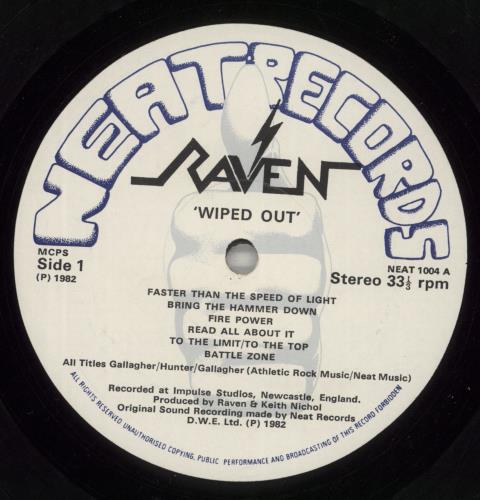 NEAT RECORDS
RAVEN
'WIPED OUT'
MCPS
Side 1
(P) 1982
NEAT 1004 A
Stereo 33⅓ rpm
FASTER THAN THE SPEED OF LIGHT
BRING THE HAMMER DOWN
FIRE POWER
READ ALL ABOUT IT
TO THE LIMIT/TO THE TOP
BATTLE ZONE
All Titles Gallagher/Hunter/Gallagher (Athletic Rock Music/Neat Music)
Recorded at Impulse Studios, Newcastle, England.
Produced by Raven & Keith Nichol
Original Sound Recording made by Neat Records
D.W.E. Ltd. (P) 1982
ALL RIGHTS RESERVED UNAUTHORISED COPYING, PUBLIC PERFORMANCE AND BROADCASTING OF THIS RECORD FORBIDDEN